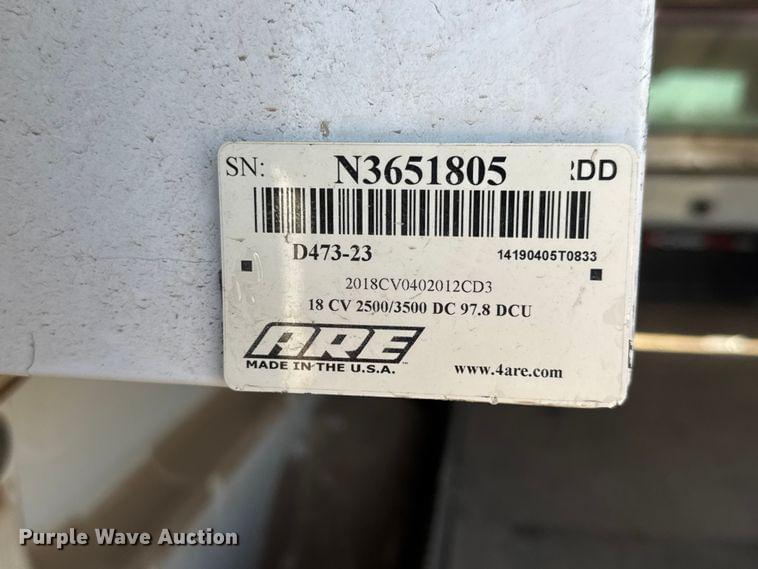 SN: N3651805 :DD
D473-23 14190405T0833
2018CV0402012CD3
18 CV 2500/3500 DC 97.8 DCU
ARE
MADE IN THE U.S.A. www.4are.com
Purple Wave Auction